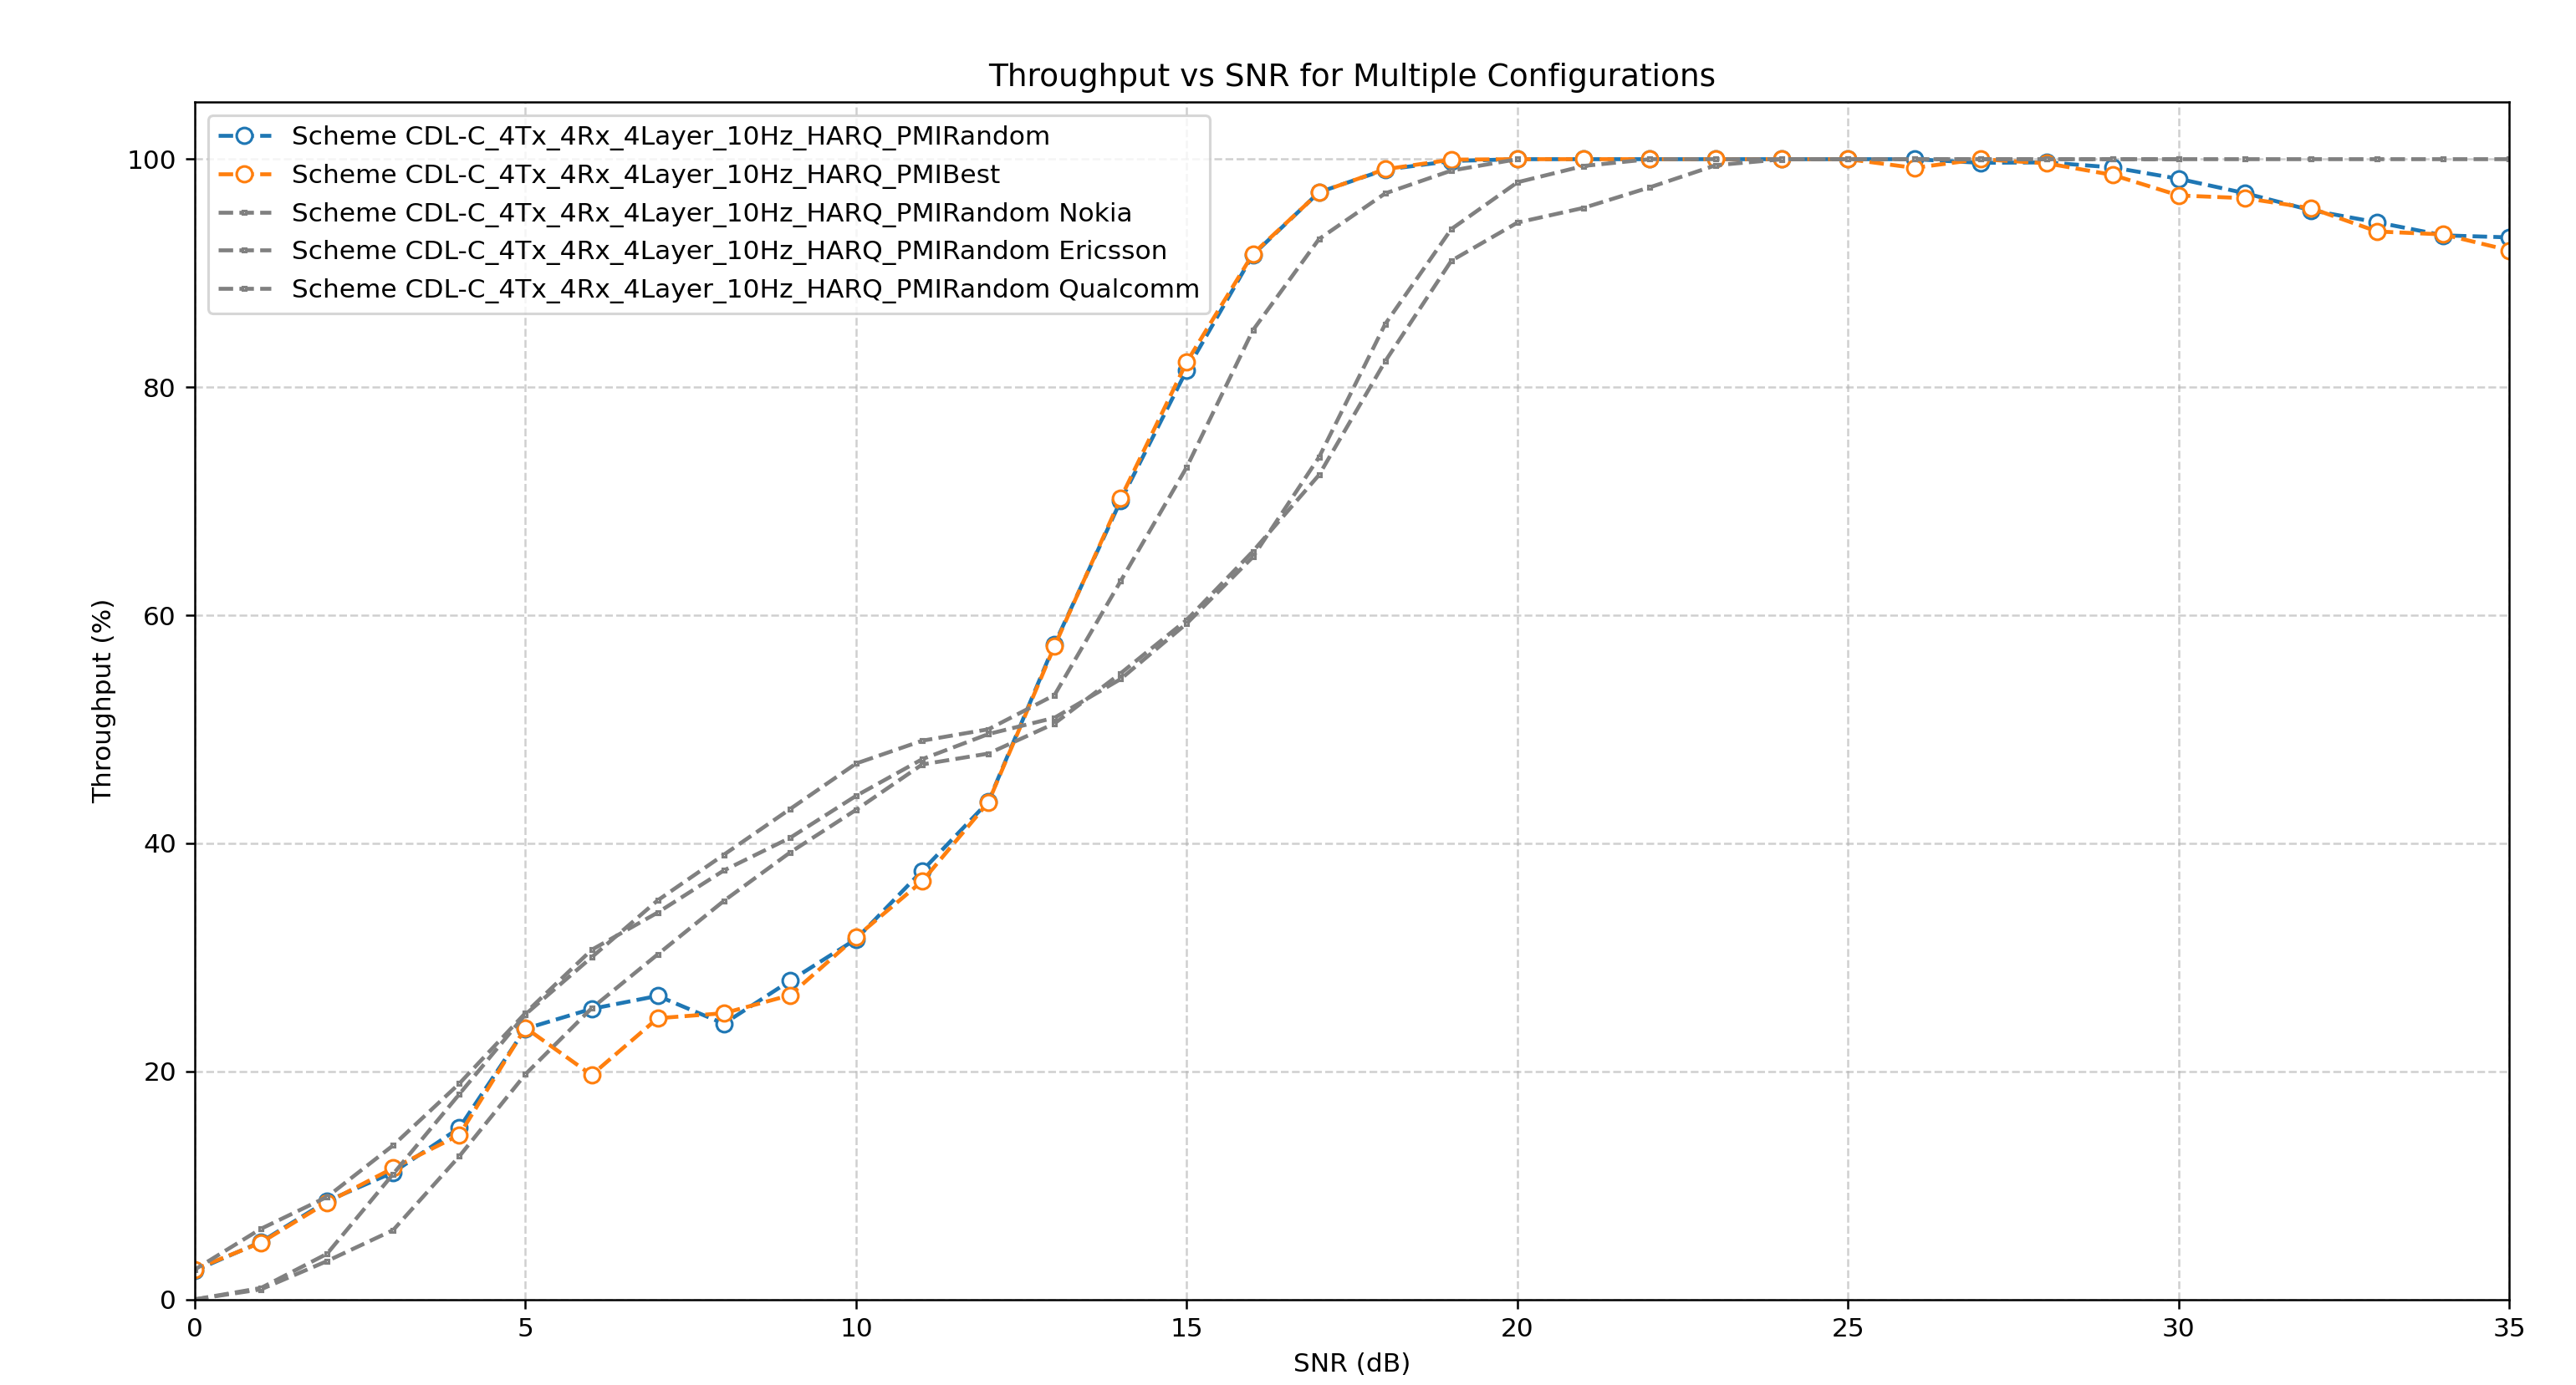 Throughput vs SNR for Multiple Configurations
Scheme CDL-C_4Tx_4Rx_4Layer_10Hz_HARQ_PMIRandom
Scheme CDL-C_4Tx_4Rx_4Layer_10Hz_HARQ_PMIBest
Scheme CDL-C_4Tx_4Rx_4Layer_10Hz_HARQ_PMIRandom Nokia
Scheme CDL-C_4Tx_4Rx_4Layer_10Hz_HARQ_PMIRandom Ericsson
Scheme CDL-C_4Tx_4Rx_4Layer_10Hz_HARQ_PMIRandom Qualcomm
100
80
60
40
20
0
Throughput (%)
0 5 10 15 20 25 30 35
SNR (dB)